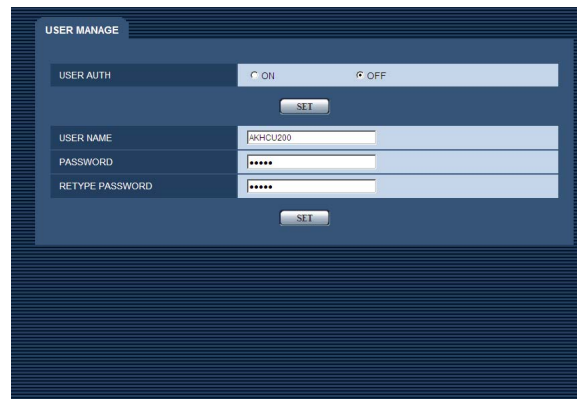 USER MANAGE
USER AUTH ON OFF
SET
USER NAME AKHCU200
PASSWORD •••••
RETYPE PASSWORD •••••
SET